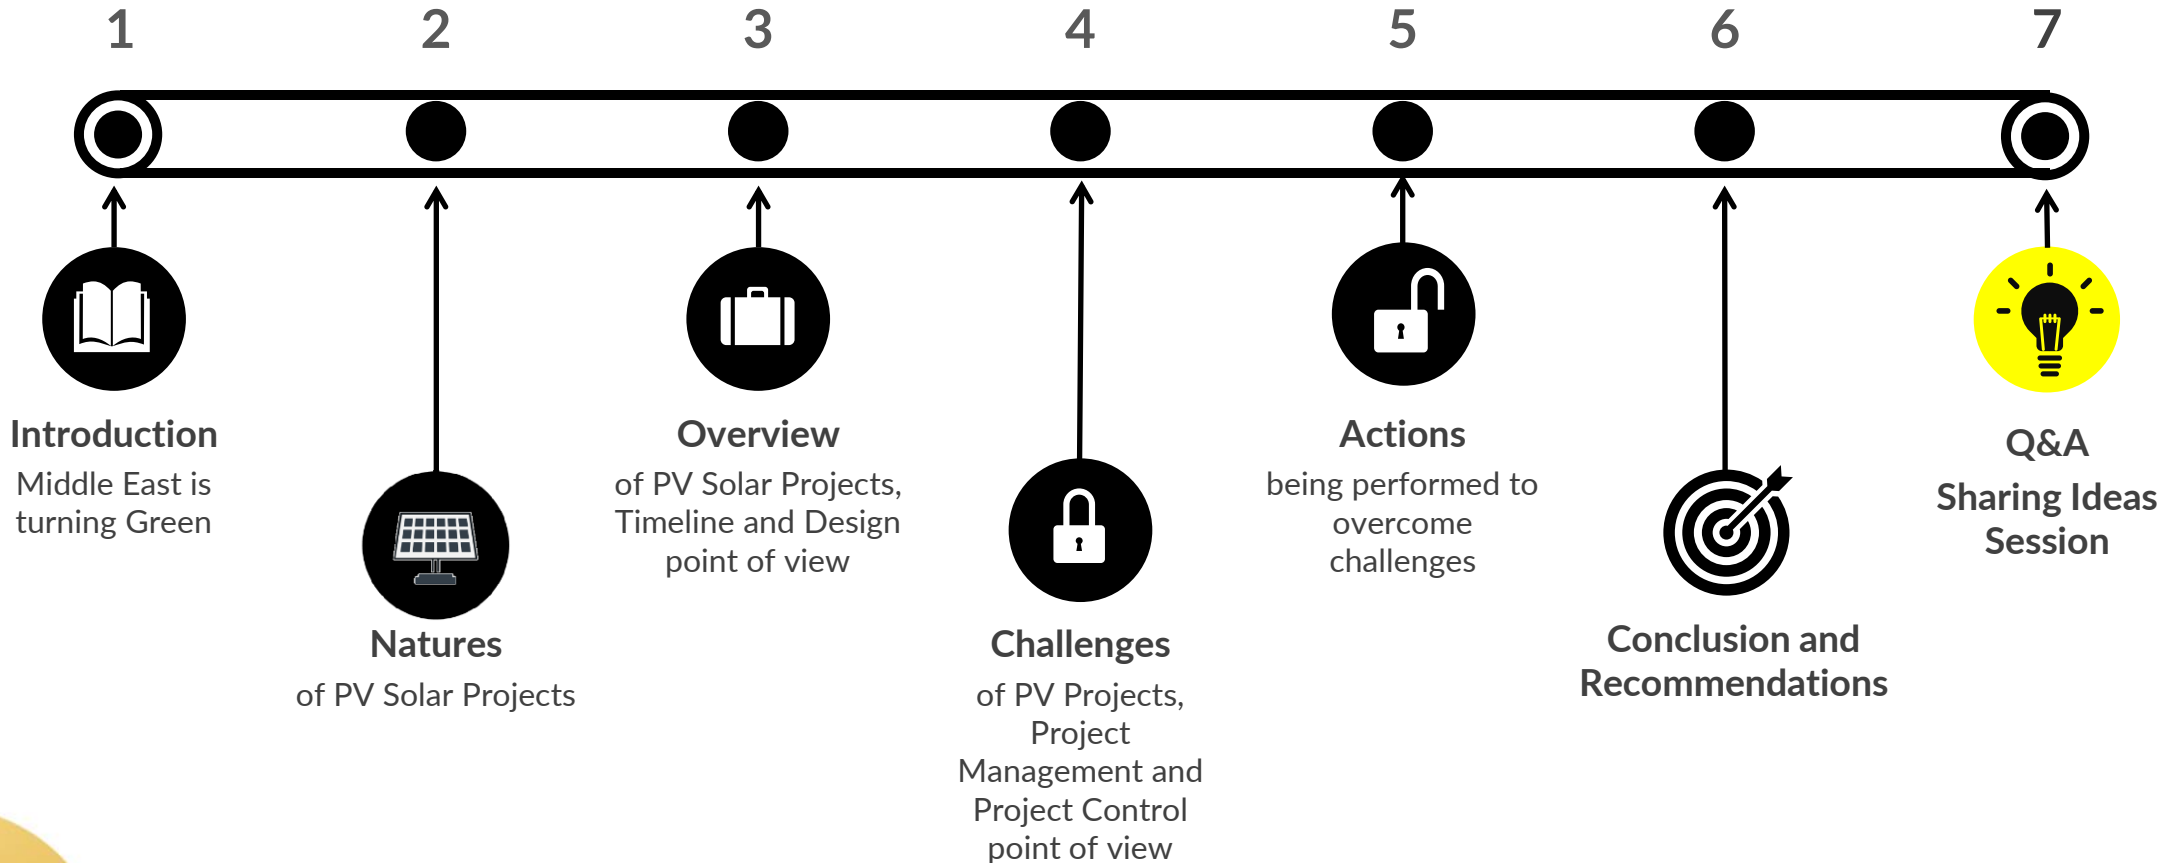 1
2
3
4
5
6
7
Introduction
Middle East is
turning Green
Natures
of PV Solar Projects
Overview
of PV Solar Projects,
Timeline and Design
point of view
Challenges
of PV Projects,
Project
Management and
Project Control
point of view
Actions
being performed to
overcome
challenges
Conclusion and
Recommendations
Q&A
Sharing Ideas
Session